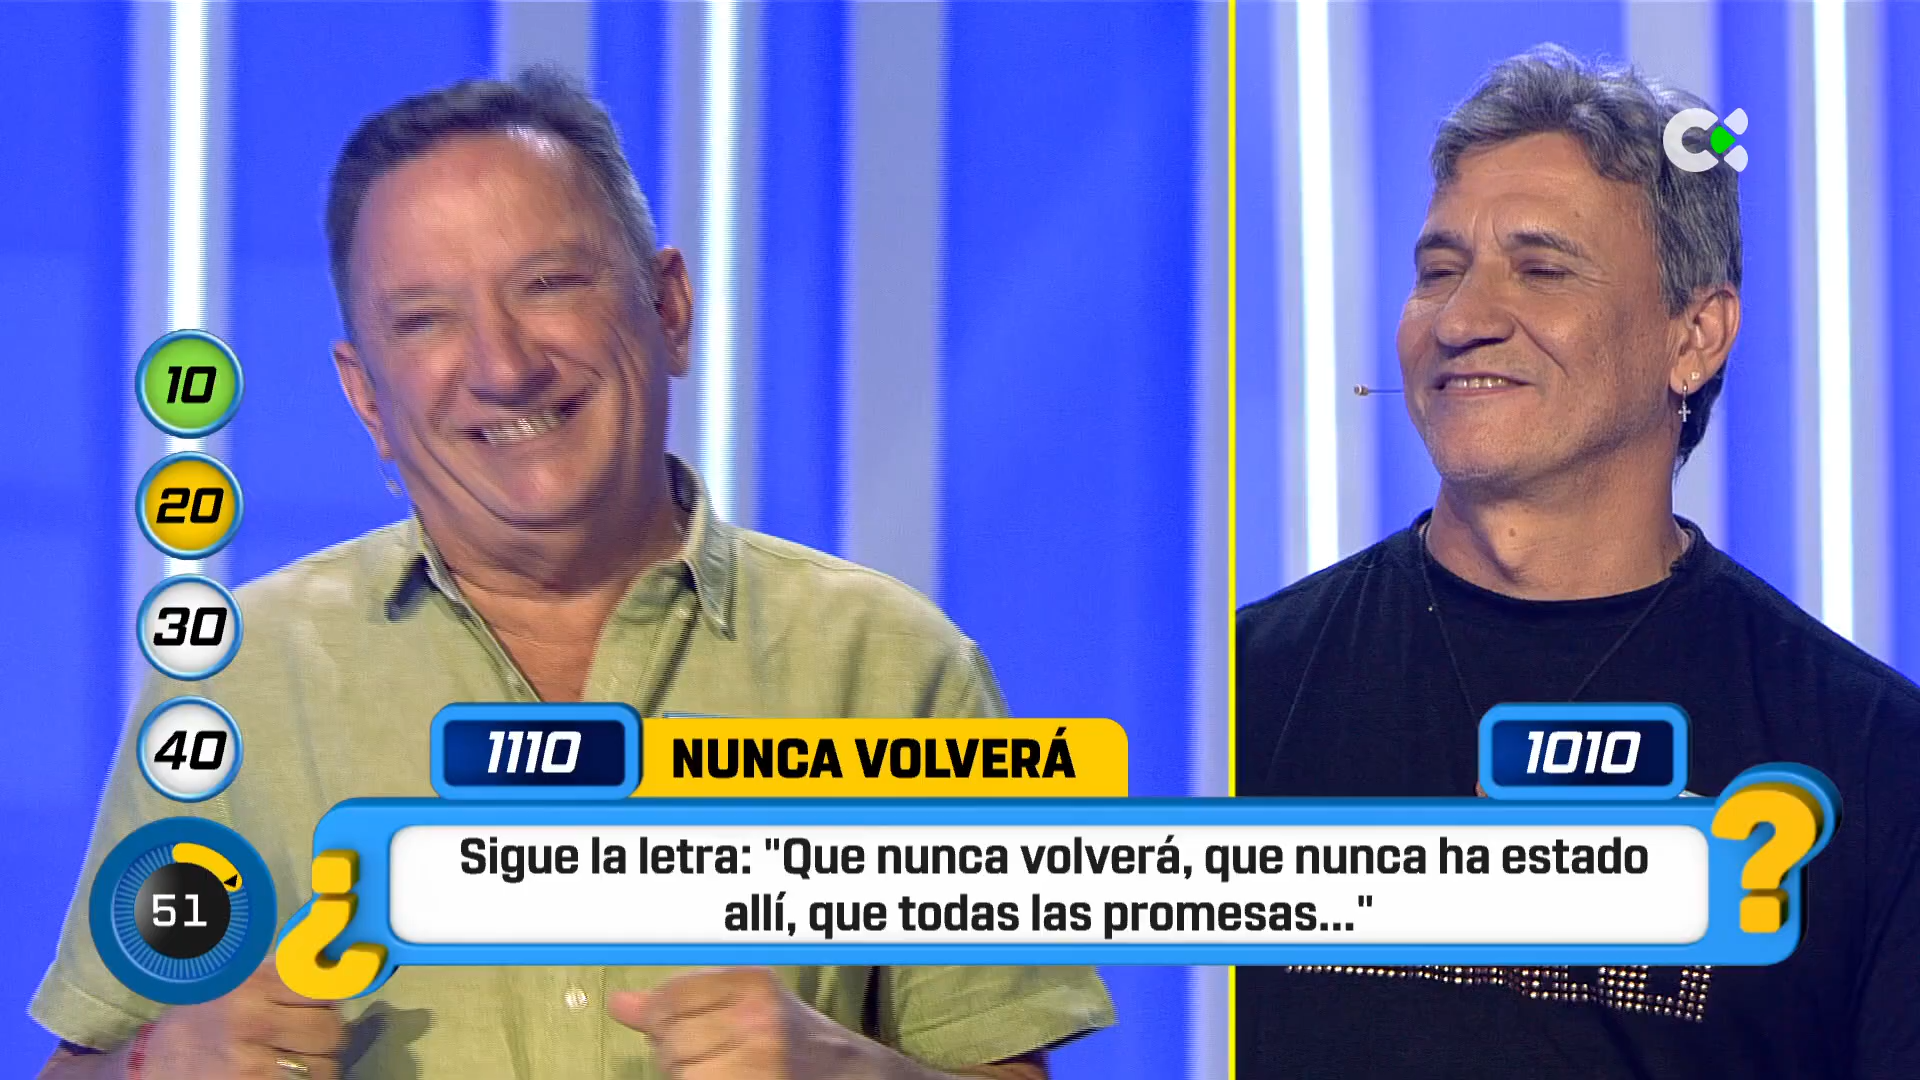 10
20
30
40
51
1110
NUNCA VOLVERÁ
1010
Sigue la letra: "Que nunca volverá, que nunca ha estado
allí, que todas las promesas..."